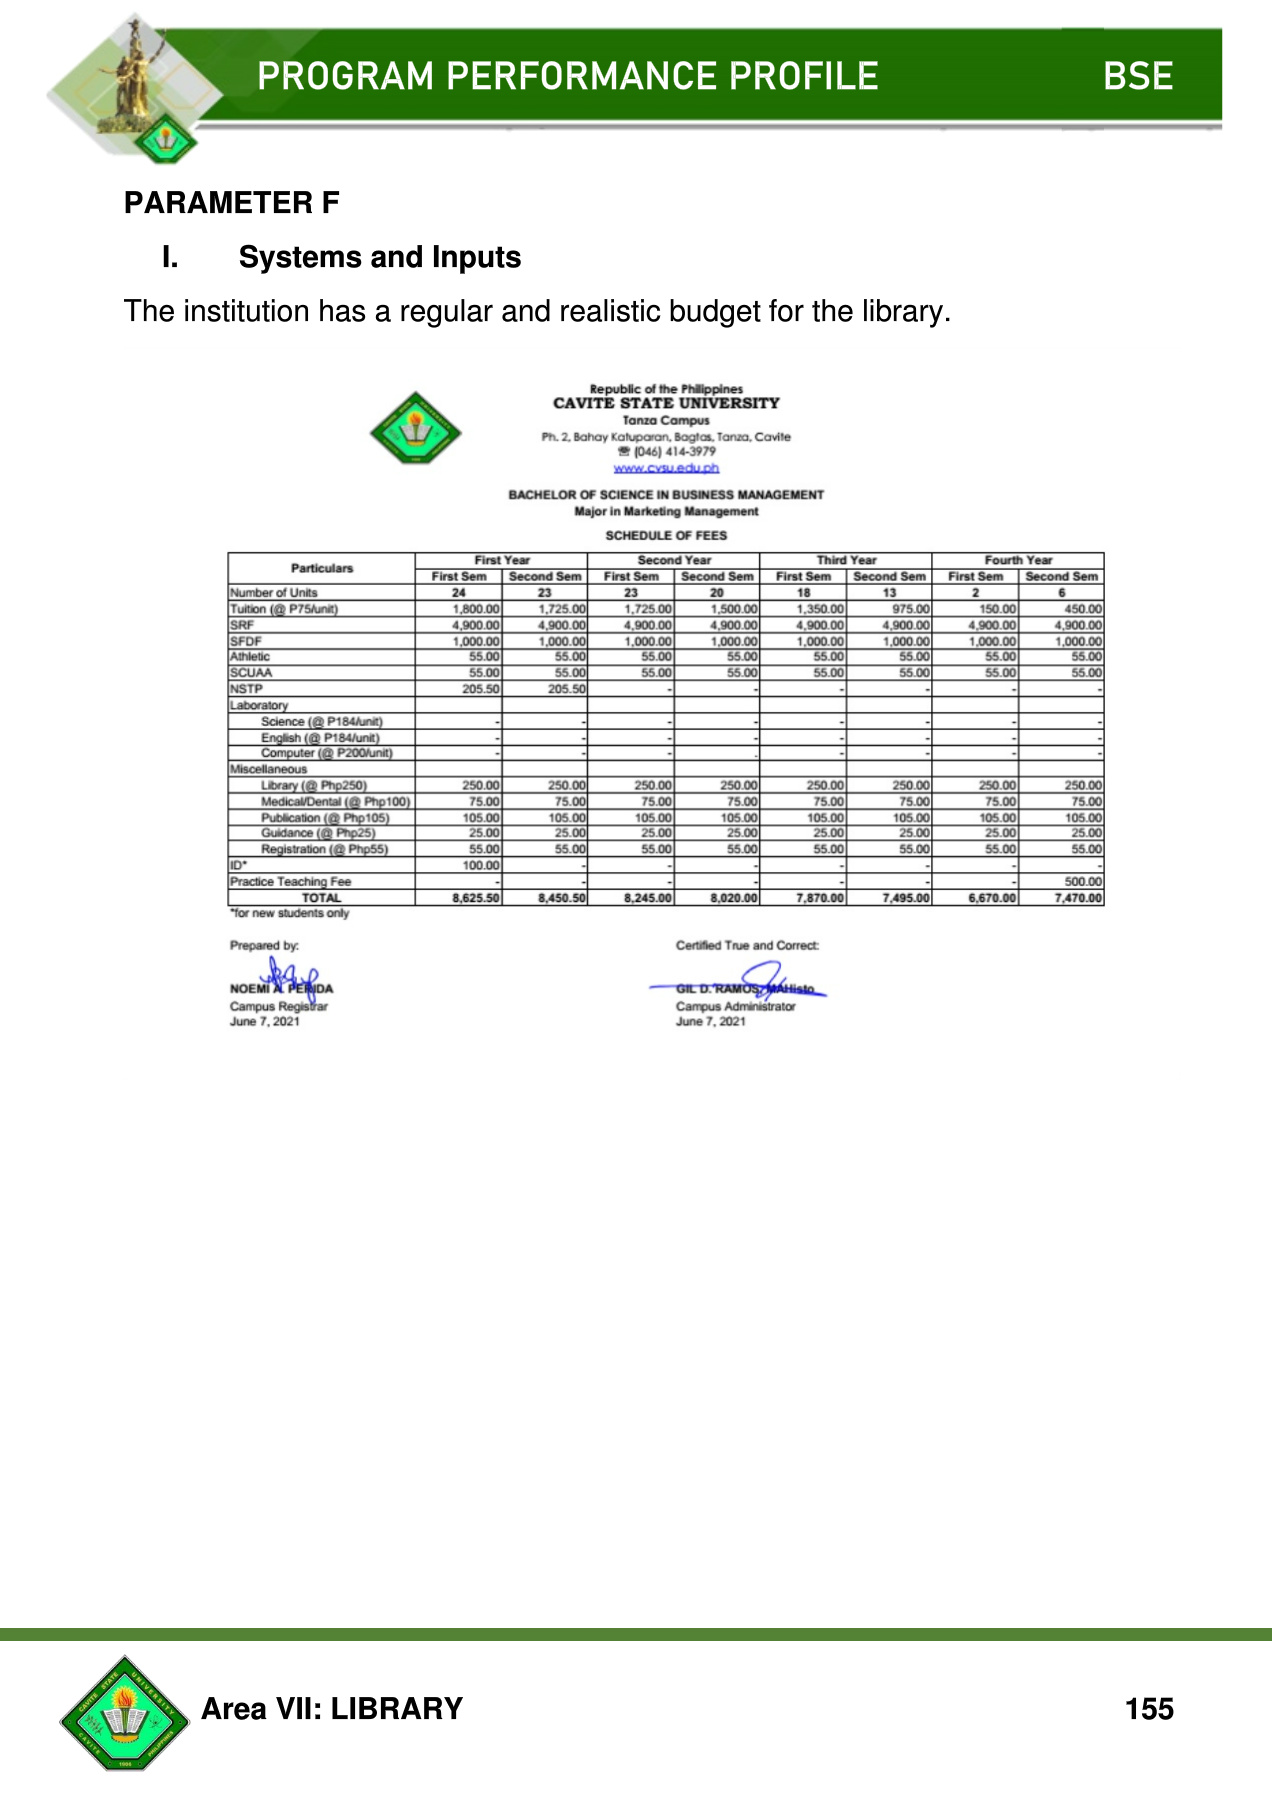 PROGRAM PERFORMANCE PROFILE BSE
PARAMETER F
I. Systems and Inputs
The institution has a regular and realistic budget for the library.
Republic of the Philippines
CAVITE STATE UNIVERSITY
Tanza Campus
Ph. 2, Bahay Katuparan, Bagtas, Tanza, Cavite
☏ (046) 414-3979
www.cvsu.edu.ph
BACHELOR OF SCIENCE IN BUSINESS MANAGEMENT
Major in Marketing Management
SCHEDULE OF FEES
Particulars First Year Second Year Third Year Fourth Year
First Sem Second Sem First Sem Second Sem First Sem Second Sem First Sem Second Sem
Number of Units 24 23 23 20 18 13 2 6
Tuition (@ P75/unit) 1,800.00 1,725.00 1,725.00 1,500.00 1,350.00 975.00 150.00 450.00
SRF 4,900.00 4,900.00 4,900.00 4,900.00 4,900.00 4,900.00 4,900.00 4,900.00
SFDF 1,000.00 1,000.00 1,000.00 1,000.00 1,000.00 1,000.00 1,000.00 1,000.00
Athletic 55.00 55.00 55.00 55.00 55.00 55.00 55.00 55.00
SCUAA 55.00 55.00 55.00 55.00 55.00 55.00 55.00 55.00
NSTP 205.50 205.50 - - - - - -
Laboratory
Science (@ P184/unit) - - - - - - - -
English (@ P184/unit) - - - - - - - -
Computer (@ P200/unit) - - - - - - - -
Miscellaneous
Library (@ Php250) 250.00 250.00 250.00 250.00 250.00 250.00 250.00 250.00
Medical/Dental (@ Php100) 75.00 75.00 75.00 75.00 75.00 75.00 75.00 75.00
Publication (@ Php105) 105.00 105.00 105.00 105.00 105.00 105.00 105.00 105.00
Guidance (@ Php25) 25.00 25.00 25.00 25.00 25.00 25.00 25.00 25.00
Registration (@ Php55) 55.00 55.00 55.00 55.00 55.00 55.00 55.00 55.00
ID* 100.00 - - - - - - -
Practice Teaching Fee - - - - - - - 500.00
TOTAL 8,625.50 8,450.50 8,245.00 8,020.00 7,870.00 7,495.00 6,670.00 7,470.00
*for new students only
Prepared by: Certified True and Correct:
NOEMI A. PERIDA GIL D. RAMOS, MAHisto
Campus Registrar Campus Administrator
June 7, 2021 June 7, 2021
CAVITE STATE UNIVERSITY
CAVITE 1906 PHILIPPINES
Area VII: LIBRARY 155